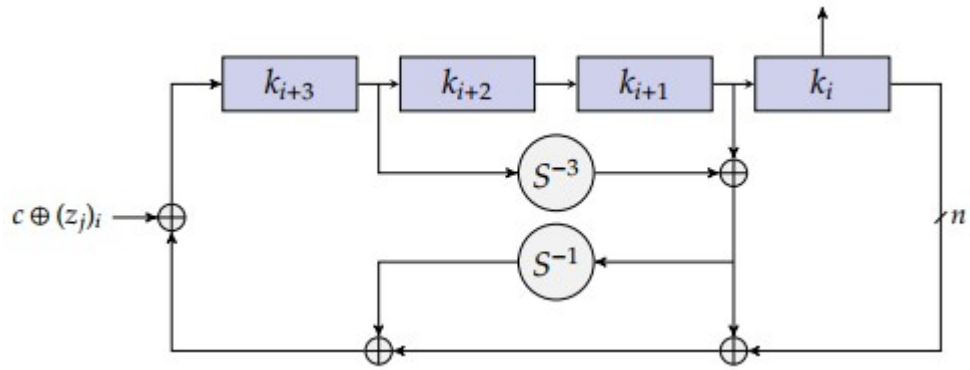 k_{i+3} k_{i+2} k_{i+1} k_i
S^{-3}
c ⊕ (z_j)_i n
S^{-1}